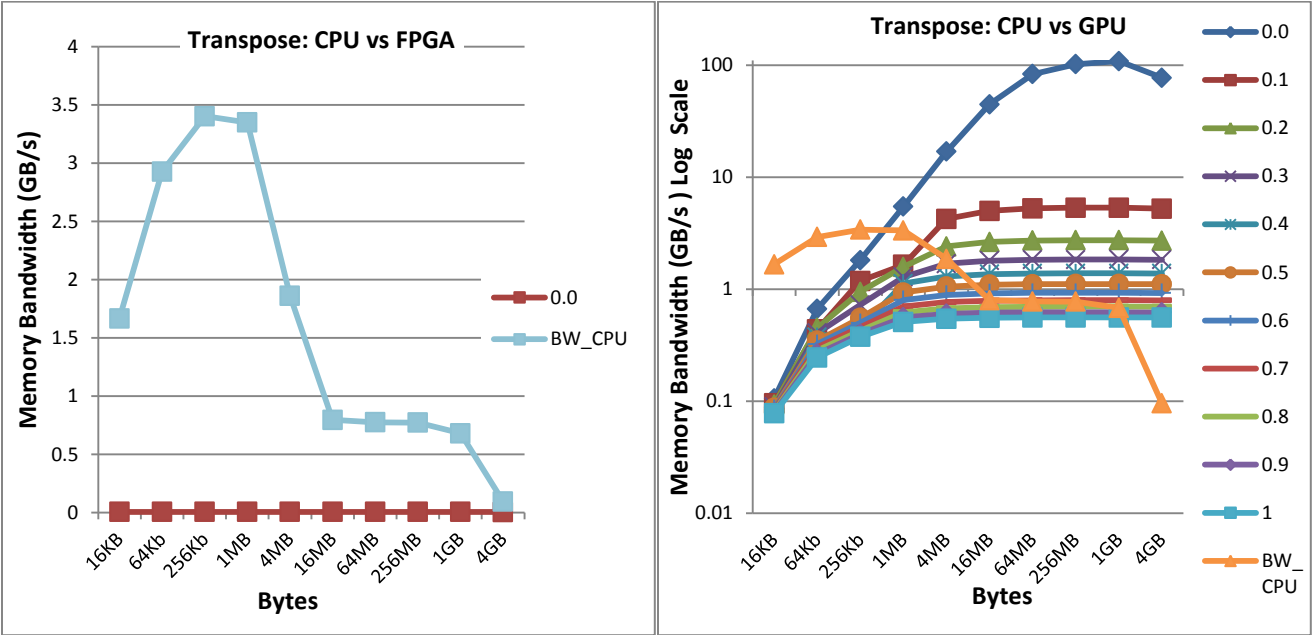 Transpose: CPU vs FPGA
Memory Bandwidth (GB/s)
4
3.5
3
2.5
2
1.5
1
0.5
0
16KB
64Kb
256Kb
1MB
4MB
16MB
64MB
256MB
1GB
4GB
Bytes
0.0
BW_CPU
Transpose: CPU vs GPU
Memory Bandwidth (GB/s ) Log Scale
100
10
1
0.1
0.01
16KB
64Kb
256Kb
1MB
4MB
16MB
64MB
256MB
1GB
4GB
Bytes
0.0
0.1
0.2
0.3
0.4
0.5
0.6
0.7
0.8
0.9
1
BW_
CPU